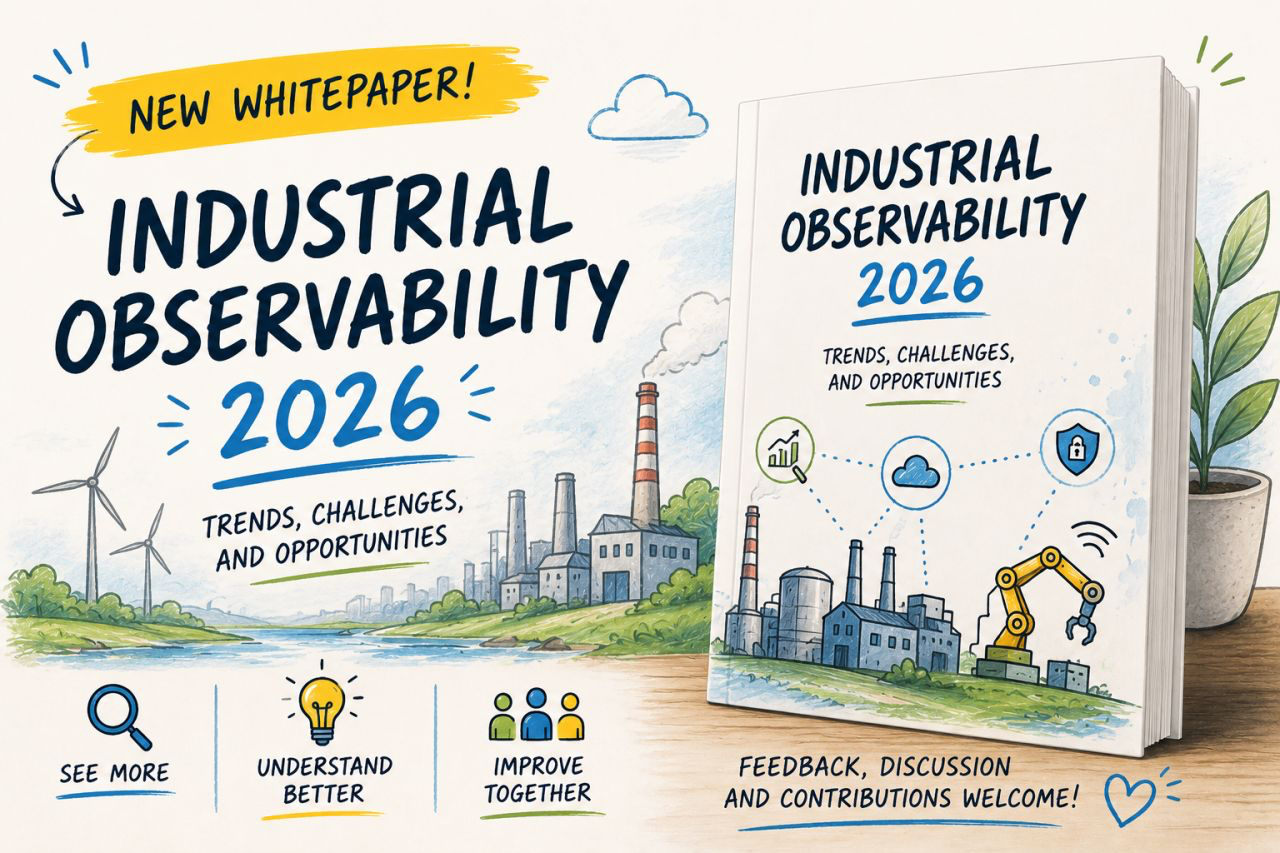 NEW WHITEPAPER!
INDUSTRIAL
OBSERVABILITY
2026
TRENDS, CHALLENGES,
AND OPPORTUNITIES
SEE MORE
UNDERSTAND
BETTER
IMPROVE
TOGETHER
INDUSTRIAL
OBSERVABILITY
2026
TRENDS, CHALLENGES,
AND OPPORTUNITIES
FEEDBACK, DISCUSSION
AND CONTRIBUTIONS WELCOME!